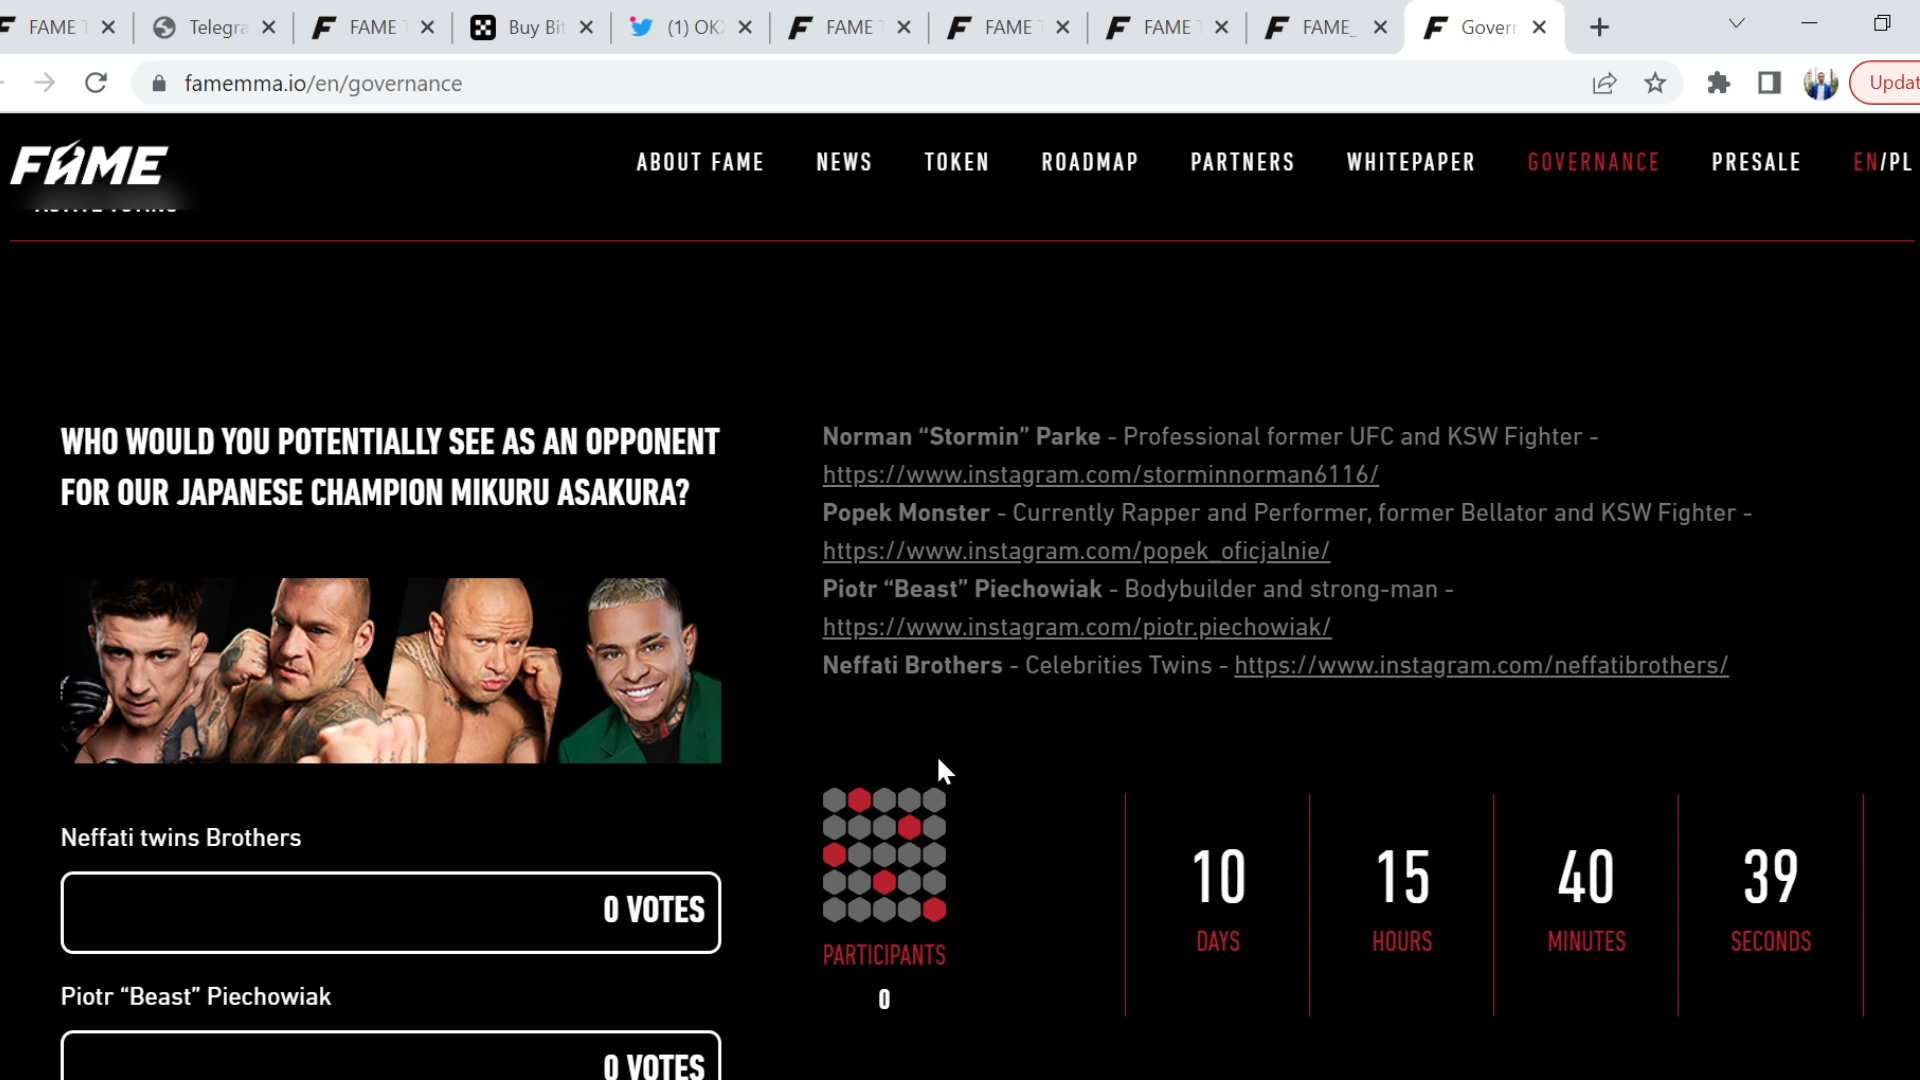 FAME
Telegra
FAME
Buy Bit
(1) OK
FAME
FAME
FAME
FAME_
Govern
famemma.io/en/governance
Updat
FAME
ABOUT FAME
NEWS
TOKEN
ROADMAP
PARTNERS
WHITEPAPER
GOVERNANCE
PRESALE
EN/PL
WHO WOULD YOU POTENTIALLY SEE AS AN OPPONENT
FOR OUR JAPANESE CHAMPION MIKURU ASAKURA?
Norman “Stormin” Parke - Professional former UFC and KSW Fighter -
https://www.instagram.com/storminnorman6116/
Popek Monster - Currently Rapper and Performer, former Bellator and KSW Fighter -
https://www.instagram.com/popek_oficjalnie/
Piotr “Beast” Piechowiak - Bodybuilder and strong-man -
https://www.instagram.com/piotr.piechowiak/
Neffati Brothers - Celebrities Twins - https://www.instagram.com/neffatibrothers/
Neffati twins Brothers
0 VOTES
Piotr “Beast” Piechowiak
0 VOTES
PARTICIPANTS
0
10
DAYS
15
HOURS
40
MINUTES
39
SECONDS